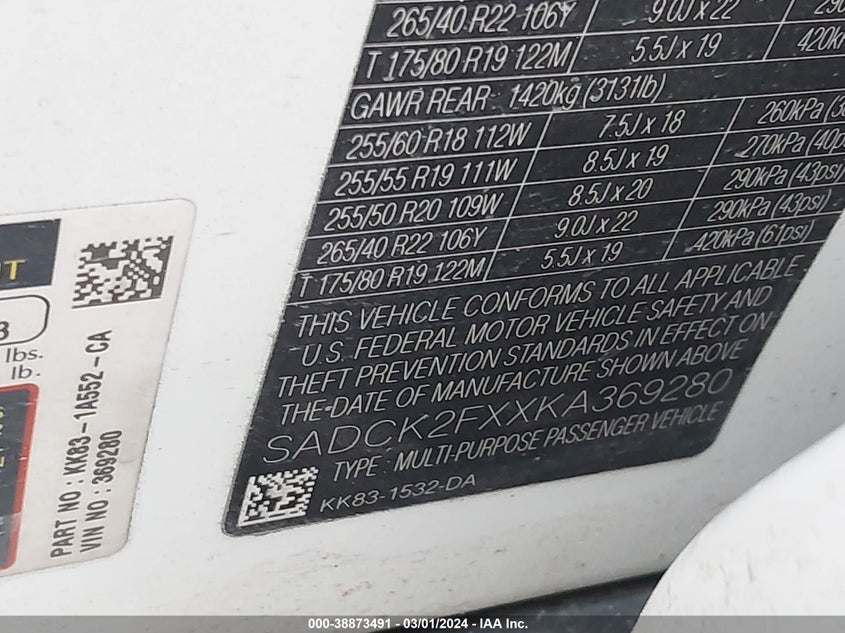 265/40 R22 106Y 9.0J x 22
T 175/80 R19 122M 5.5J x 19
GAWR REAR: 1420kg (3131lb)
255/60 R18 112W 7.5J x 18 260kPa
255/55 R19 111W 8.5J x 19 270kPa
255/50 R20 109W 8.5J x 20 290kPa (43psi)
265/40 R22 106Y 9.0J x 22 290kPa (43psi)
T 175/80 R19 122M 5.5J x 19 420kPa (61psi)
THIS VEHICLE CONFORMS TO ALL APPLICABLE
U.S. FEDERAL MOTOR VEHICLE SAFETY AND
THEFT PREVENTION STANDARDS IN EFFECT ON
THE DATE OF MANUFACTURE SHOWN ABOVE
SADCK2FXXKA369280
TYPE: MULTI-PURPOSE PASSENGER VEHICLE
KK83-1532-DA
lbs.
lb.
PART NO: KK83-1A552-CA
VIN NO: 369280
000-38873491 - 03/01/2024 - IAA Inc.